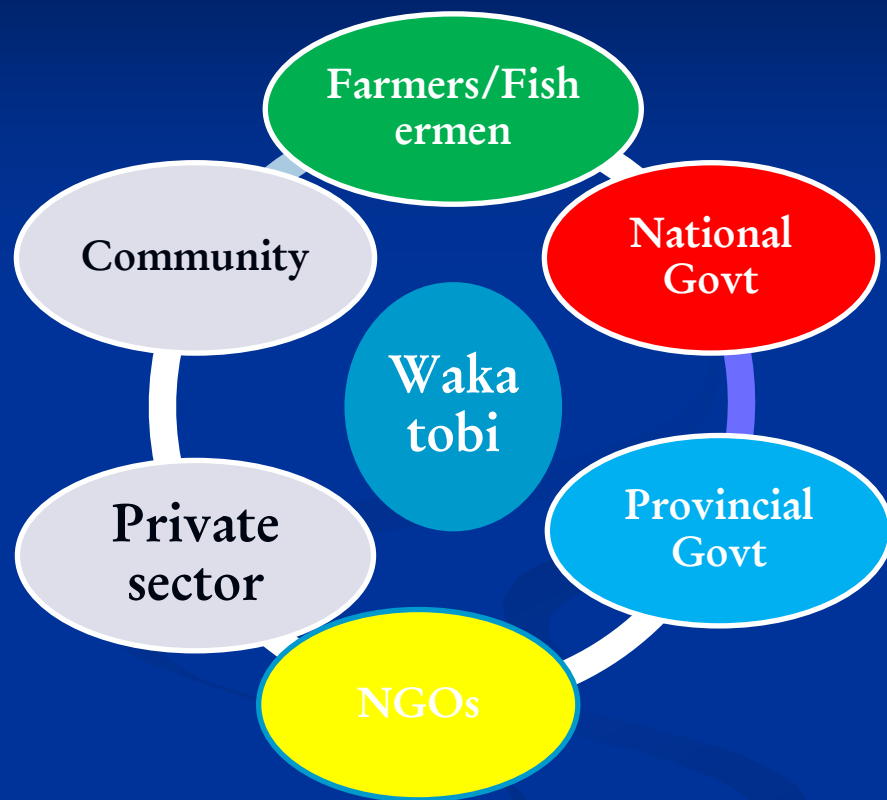 Farmers/Fish
ermen
National
Govt
Community
Waka
tobi
Provincial
Govt
Private
sector
NGOs